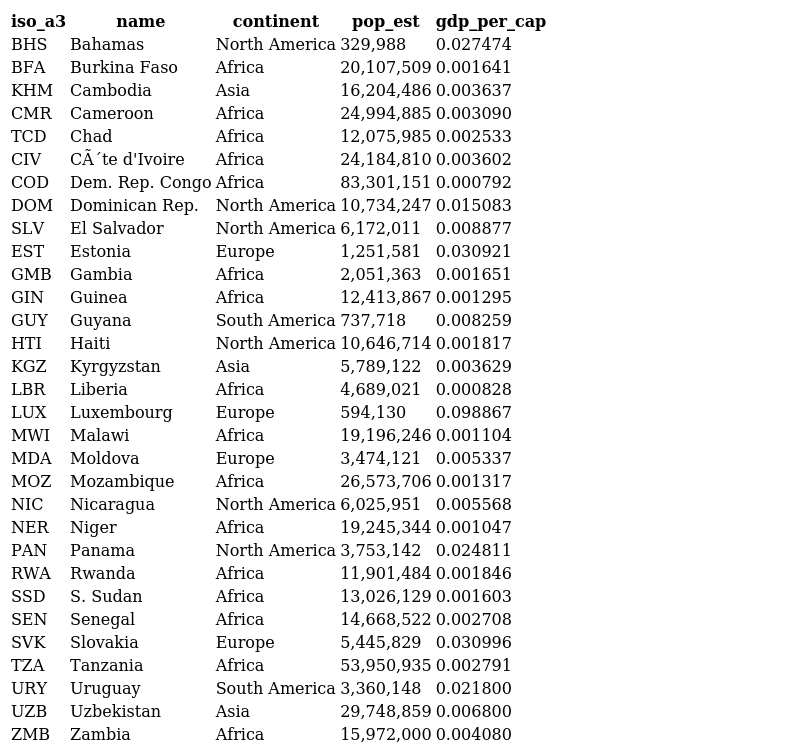 iso_a3 name continent pop_est gdp_per_cap
BHS Bahamas North America 329,988 0.027474
BFA Burkina Faso Africa 20,107,509 0.001641
KHM Cambodia Asia 16,204,486 0.003637
CMR Cameroon Africa 24,994,885 0.003090
TCD Chad Africa 12,075,985 0.002533
CIV CÃ´te d'Ivoire Africa 24,184,810 0.003602
COD Dem. Rep. Congo Africa 83,301,151 0.000792
DOM Dominican Rep. North America 10,734,247 0.015083
SLV El Salvador North America 6,172,011 0.008877
EST Estonia Europe 1,251,581 0.030921
GMB Gambia Africa 2,051,363 0.001651
GIN Guinea Africa 12,413,867 0.001295
GUY Guyana South America 737,718 0.008259
HTI Haiti North America 10,646,714 0.001817
KGZ Kyrgyzstan Asia 5,789,122 0.003629
LBR Liberia Africa 4,689,021 0.000828
LUX Luxembourg Europe 594,130 0.098867
MWI Malawi Africa 19,196,246 0.001104
MDA Moldova Europe 3,474,121 0.005337
MOZ Mozambique Africa 26,573,706 0.001317
NIC Nicaragua North America 6,025,951 0.005568
NER Niger Africa 19,245,344 0.001047
PAN Panama North America 3,753,142 0.024811
RWA Rwanda Africa 11,901,484 0.001846
SSD S. Sudan Africa 13,026,129 0.001603
SEN Senegal Africa 14,668,522 0.002708
SVK Slovakia Europe 5,445,829 0.030996
TZA Tanzania Africa 53,950,935 0.002791
URY Uruguay South America 3,360,148 0.021800
UZB Uzbekistan Asia 29,748,859 0.006800
ZMB Zambia Africa 15,972,000 0.004080